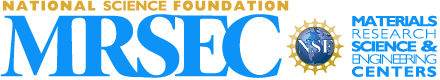 NATIONAL SCIENCE FOUNDATION
MRSEC
NSF
MATERIALS
RESEARCH
SCIENCE &
ENGINEERING
CENTERS